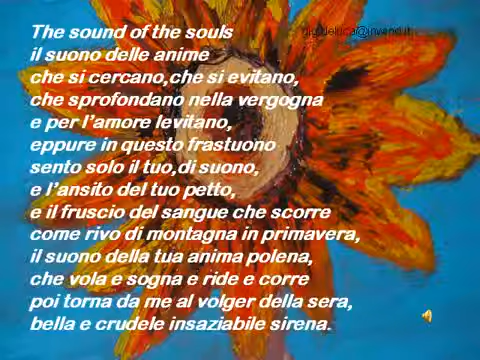 The sound of the souls
il suono delle anime
che si cercano,che si evitano,
che sprofondano nella vergogna
e per l’amore levitano,
eppure in questo frastuono
sento solo il tuo,di suono,
e l’ansito del tuo petto,
e il fruscio del sangue che scorre
come rivo di montagna in primavera,
il suono della tua anima polena,
che vola e sogna e ride e corre
poi torna da me al volger della sera,
bella e crudele insaziabile sirena.